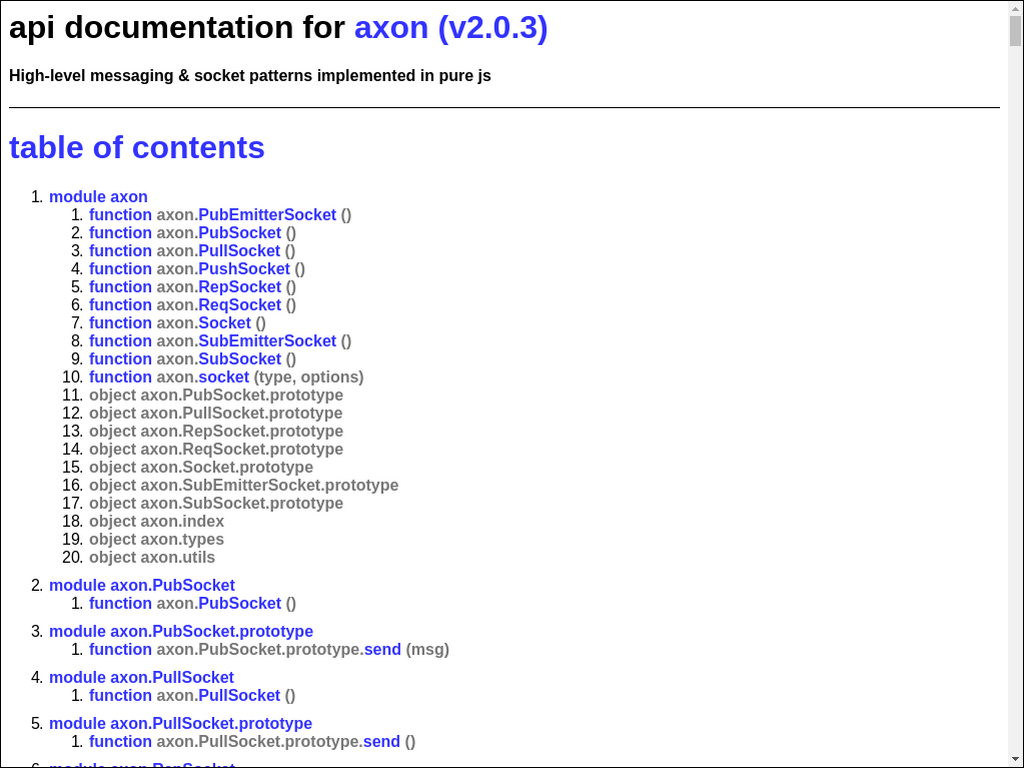 api documentation for axon (v2.0.3)
High-level messaging & socket patterns implemented in pure js
table of contents
1. module axon
1. function axon.PubEmitterSocket ()
2. function axon.PubSocket ()
3. function axon.PullSocket ()
4. function axon.PushSocket ()
5. function axon.RepSocket ()
6. function axon.ReqSocket ()
7. function axon.Socket ()
8. function axon.SubEmitterSocket ()
9. function axon.SubSocket ()
10. function axon.socket (type, options)
11. object axon.PubSocket.prototype
12. object axon.PullSocket.prototype
13. object axon.RepSocket.prototype
14. object axon.ReqSocket.prototype
15. object axon.Socket.prototype
16. object axon.SubEmitterSocket.prototype
17. object axon.SubSocket.prototype
18. object axon.index
19. object axon.types
20. object axon.utils
2. module axon.PubSocket
1. function axon.PubSocket ()
3. module axon.PubSocket.prototype
1. function axon.PubSocket.prototype.send (msg)
4. module axon.PullSocket
1. function axon.PullSocket ()
5. module axon.PullSocket.prototype
1. function axon.PullSocket.prototype.send ()
6. module axon.RepSocket